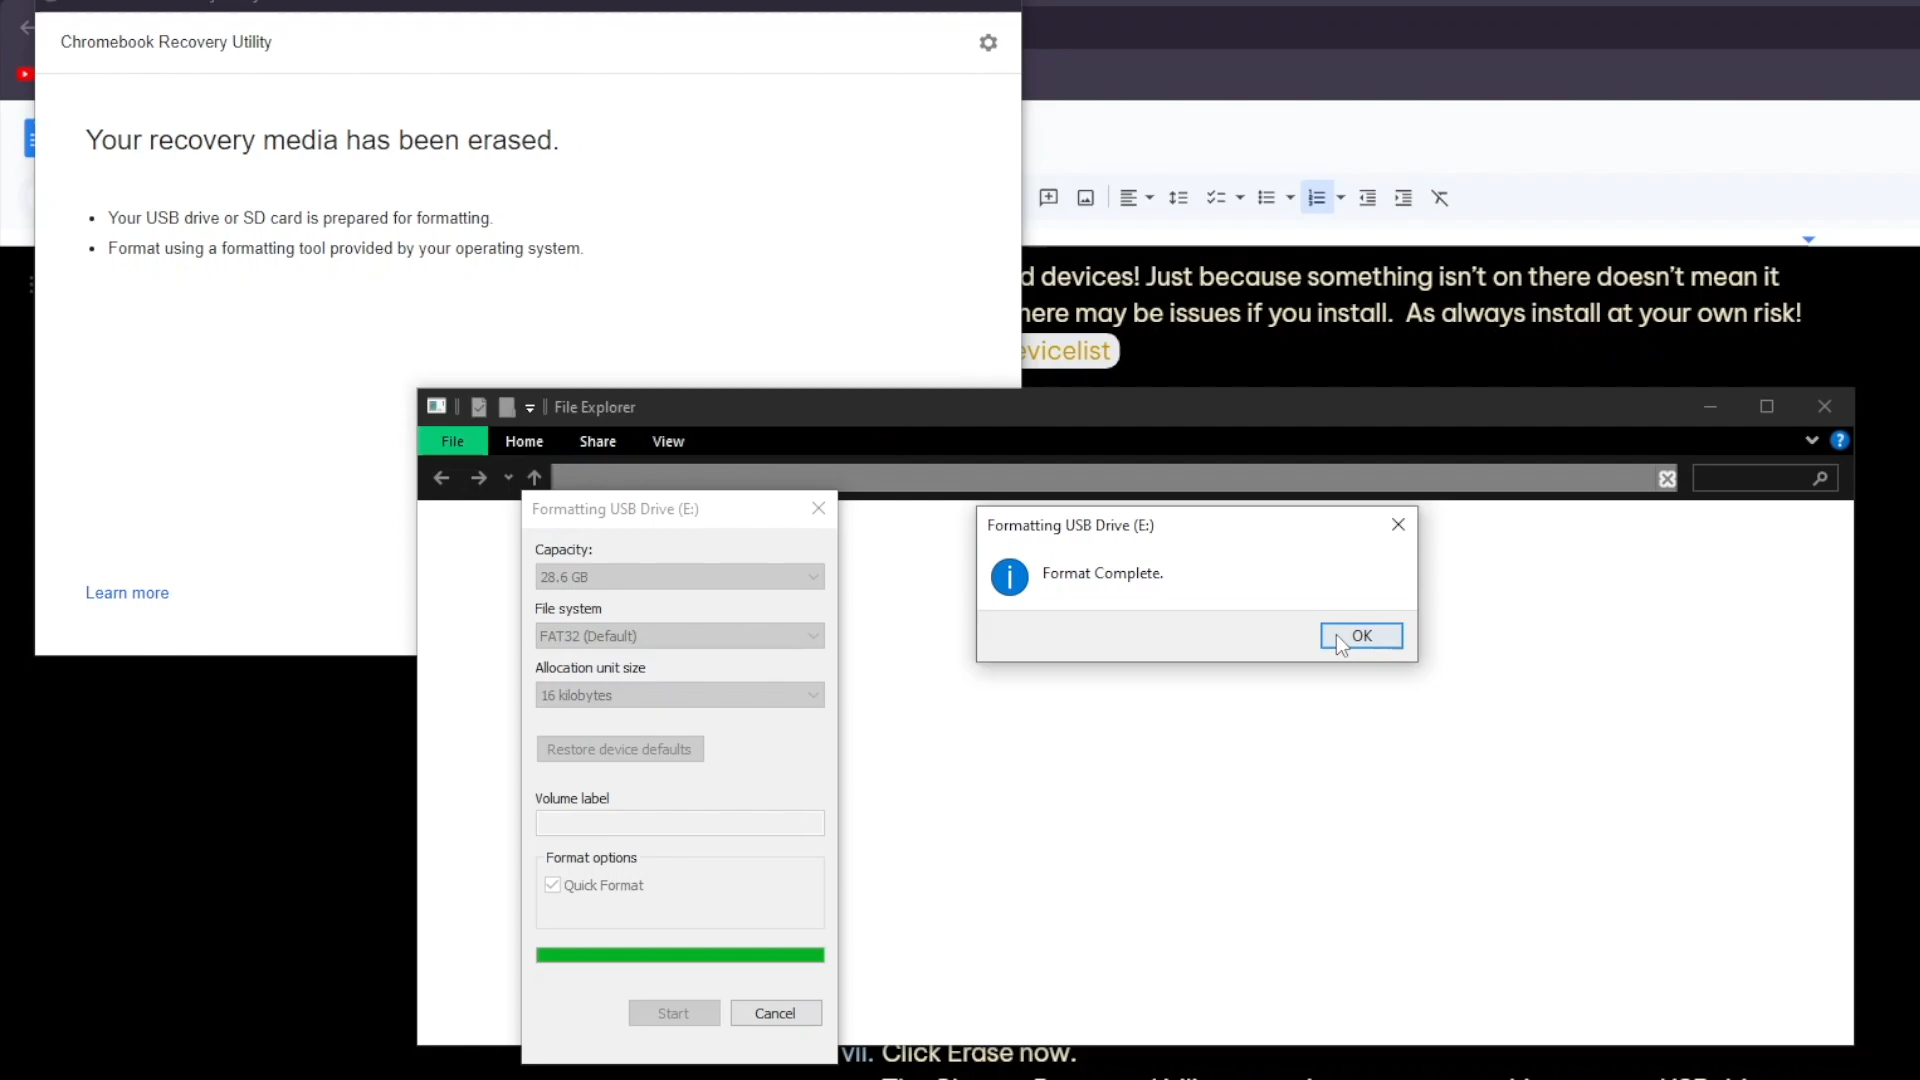 Chromebook Recovery Utility
Your recovery media has been erased.
• Your USB drive or SD card is prepared for formatting.
• Format using a formatting tool provided by your operating system.
d devices! Just because something isn't on there doesn't mean it
here may be issues if you install. As always install at your own risk!
evicelist
Learn more
File Explorer
File Home Share View
Formatting USB Drive (E:)
Capacity:
28.6 GB
File system
FAT32 (Default)
Allocation unit size
16 kilobytes
Restore device defaults
Volume label
Format options
Quick Format
Start Cancel
Formatting USB Drive (E:)
Format Complete.
OK
vii. Click Erase now.